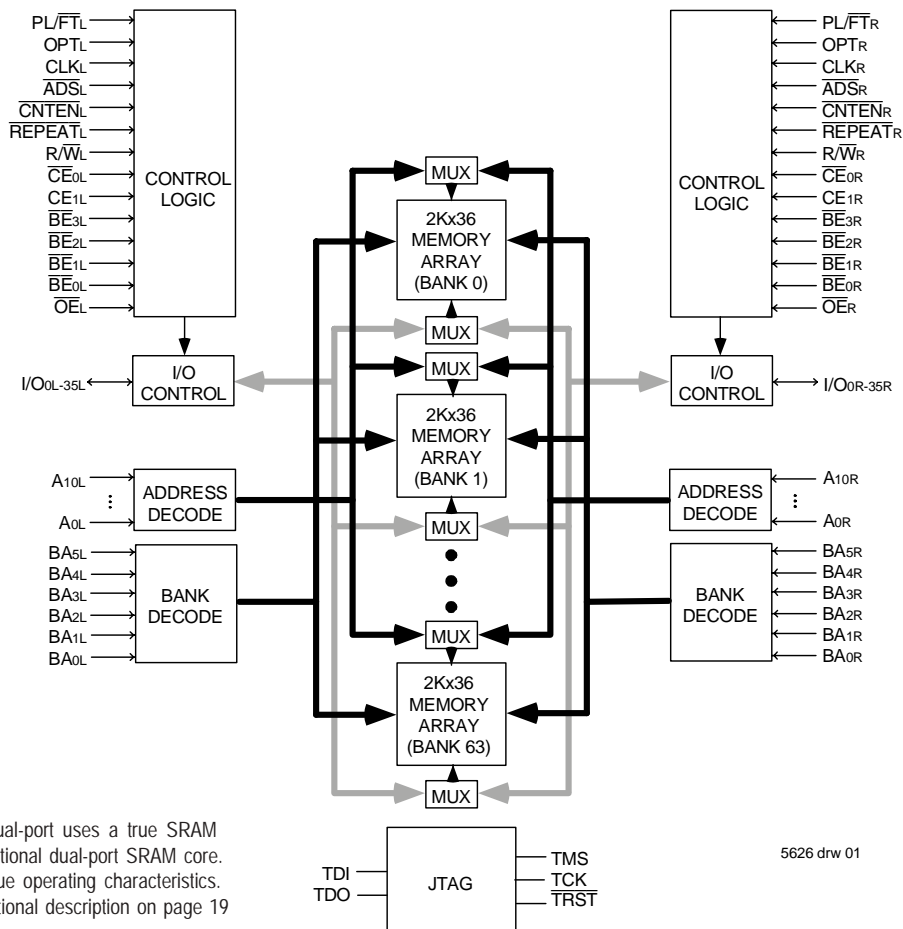 PL/FTL
OPTL
CLKL
ADSL
CNTENL
REPEATL
R/WL
CE0L
CE1L
BE3L
BE2L
BE1L
BE0L
OEL
CONTROL
LOGIC
I/O0L-35L
I/O
CONTROL
A10L
A0L
ADDRESS
DECODE
BA5L
BA4L
BA3L
BA2L
BA1L
BA0L
BANK
DECODE
MUX
2Kx36
MEMORY
ARRAY
(BANK 0)
MUX
MUX
2Kx36
MEMORY
ARRAY
(BANK 1)
MUX
MUX
2Kx36
MEMORY
ARRAY
(BANK 63)
MUX
PL/FTR
OPTR
CLKR
ADSR
CNTENR
REPEATR
R/WR
CE0R
CE1R
BE3R
BE2R
BE1R
BE0R
OER
CONTROL
LOGIC
I/O
CONTROL
I/O0R-35R
ADDRESS
DECODE
A10R
A0R
BANK
DECODE
BA5R
BA4R
BA3R
BA2R
BA1R
BA0R
ual-port uses a true SRAM
tional dual-port SRAM core.
ue operating characteristics.
tional description on page 19
TDI
TDO
JTAG
TMS
TCK
TRST
5626 drw 01